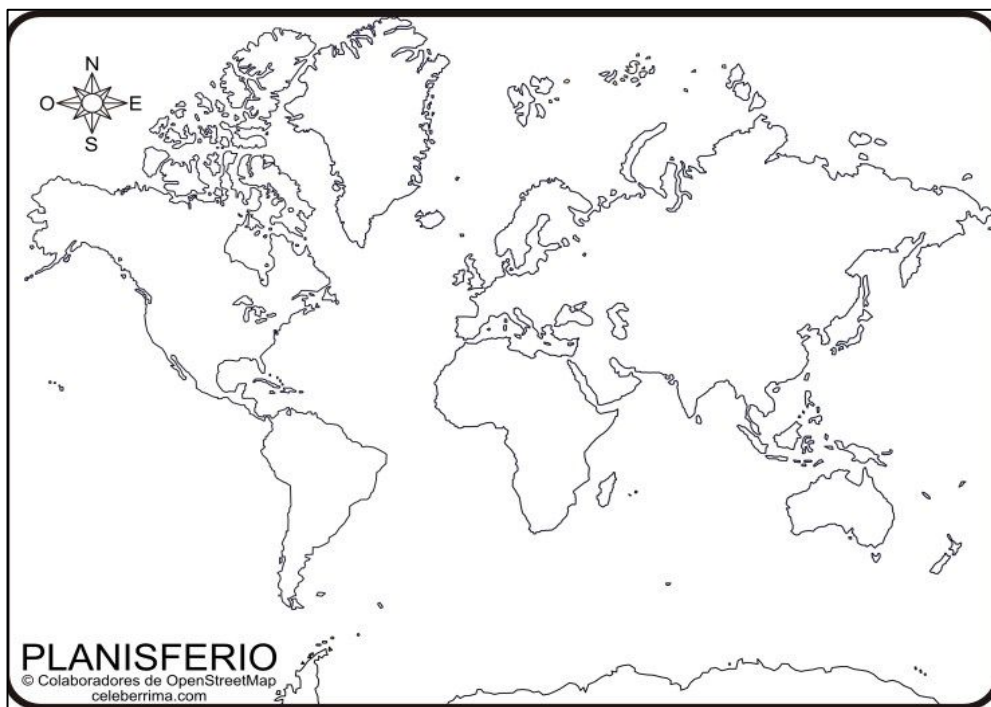 N
O E
S
PLANISFERIO
© Colaboradores de OpenStreetMap
celeberrima.com